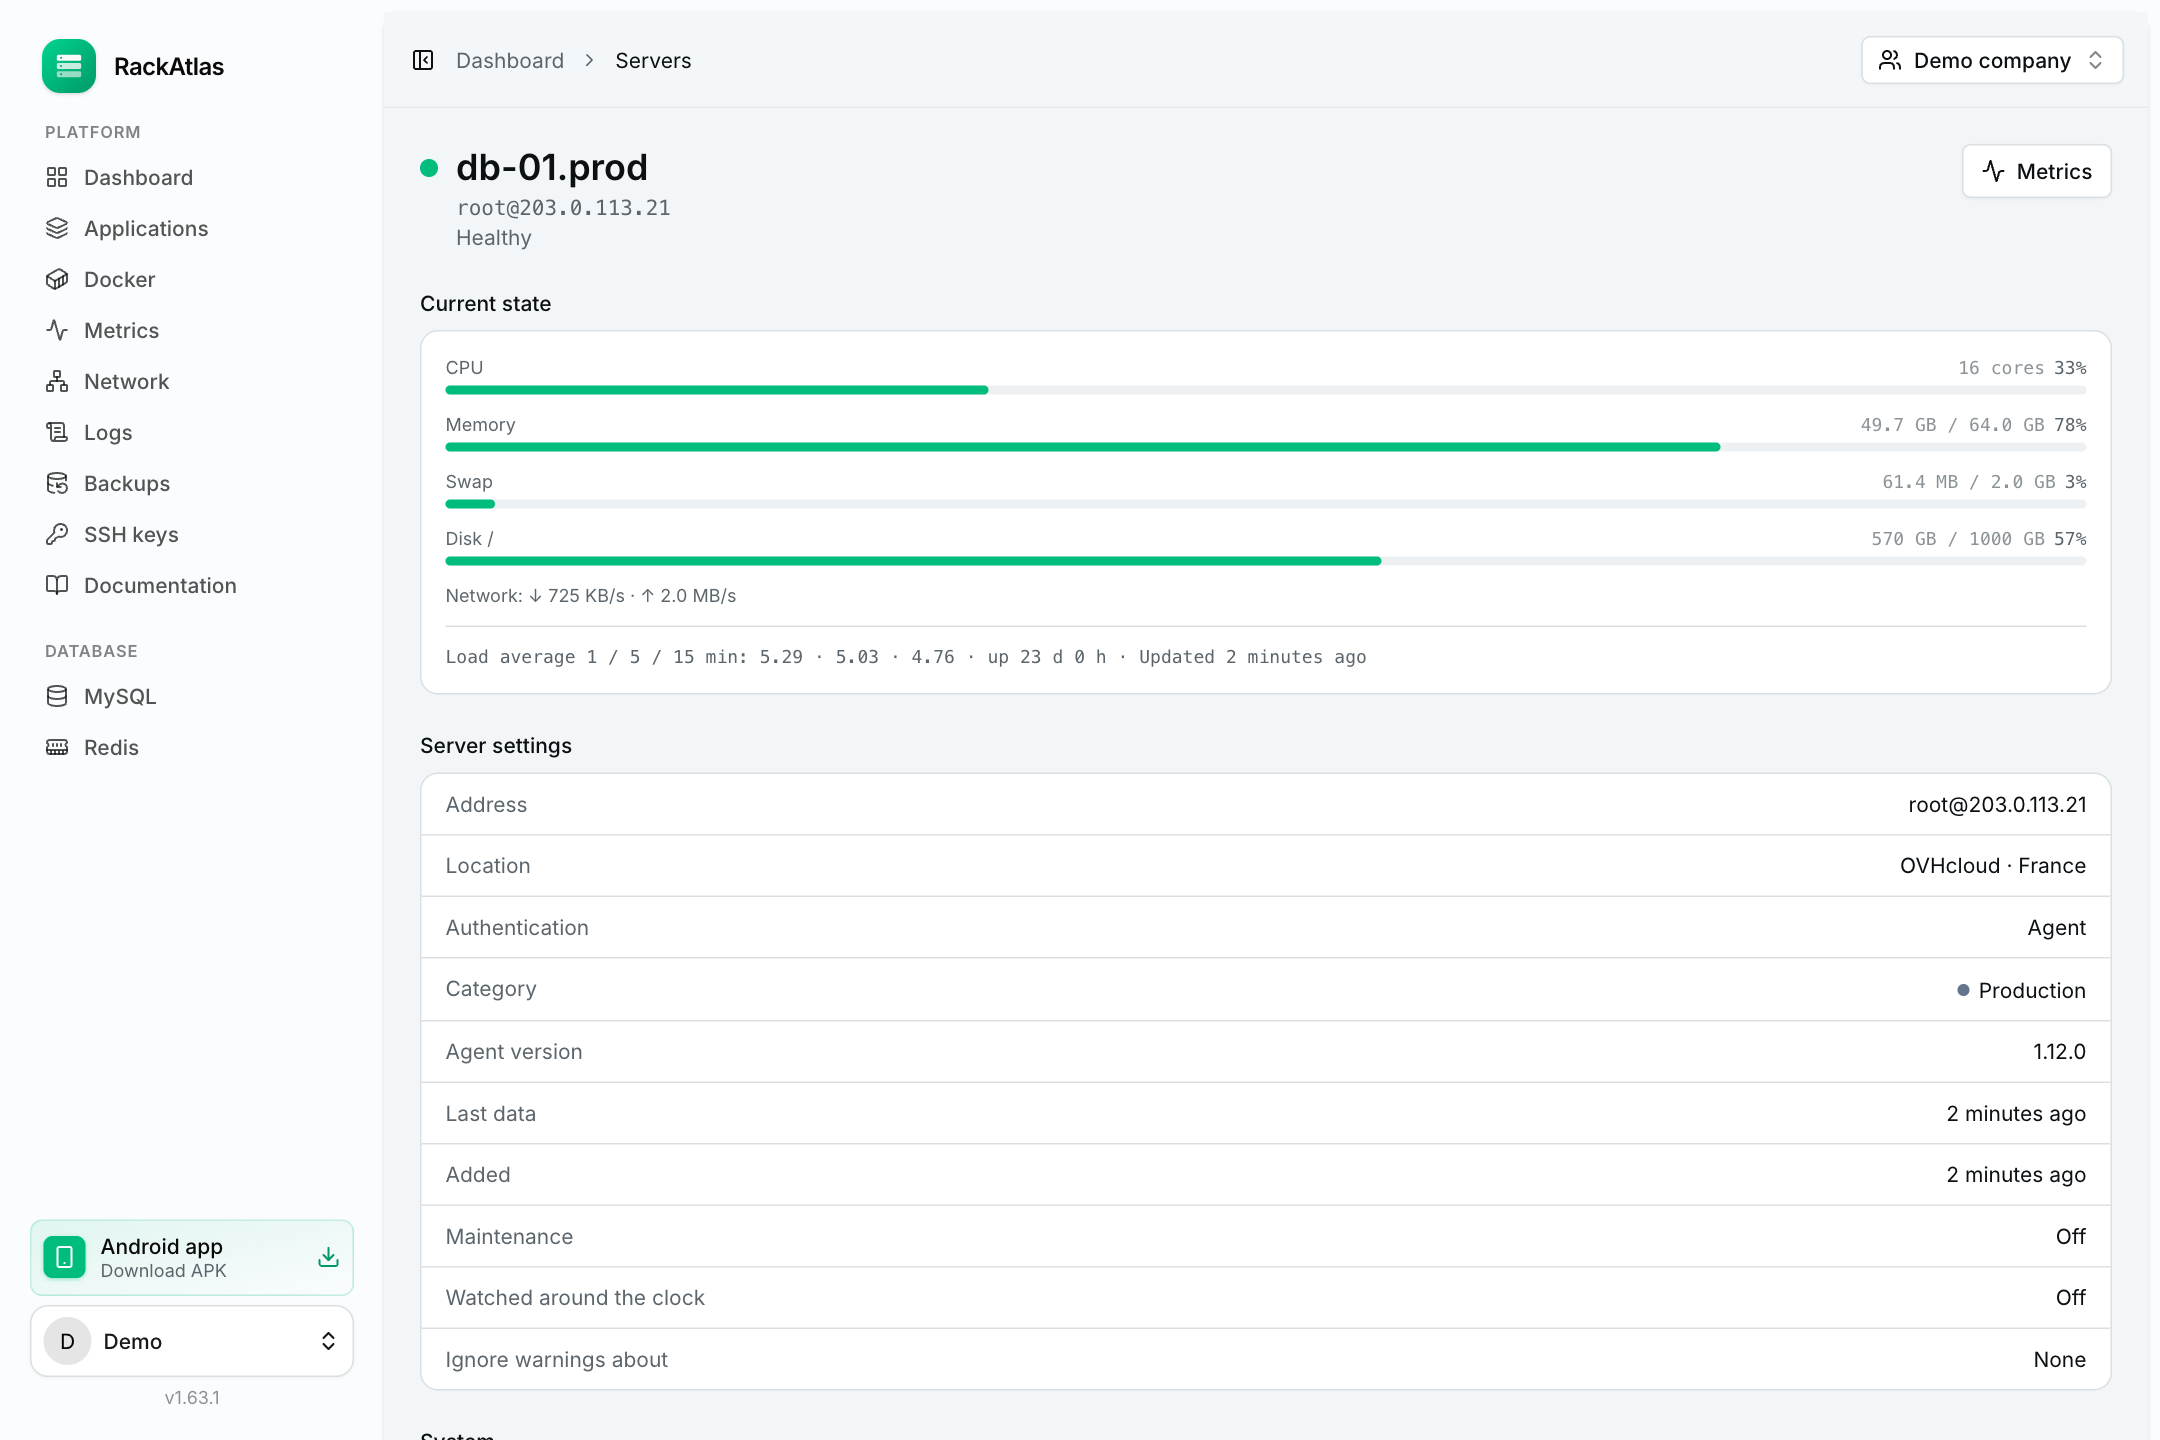 RackAtlas
PLATFORM
Dashboard
Applications
Docker
Metrics
Network
Logs
Backups
SSH keys
Documentation
DATABASE
MySQL
Redis
Android app
Download APK
D Demo
v1.63.1
Dashboard > Servers
Demo company
db-01.prod
root@203.0.113.21
Healthy
Metrics
Current state
CPU 16 cores 33%
Memory 49.7 GB / 64.0 GB 78%
Swap 61.4 MB / 2.0 GB 3%
Disk / 570 GB / 1000 GB 57%
Network: ↓ 725 KB/s · ↑ 2.0 MB/s
Load average 1 / 5 / 15 min: 5.29 · 5.03 · 4.76 · up 23 d 0 h · Updated 2 minutes ago
Server settings
Address root@203.0.113.21
Location OVHcloud · France
Authentication Agent
Category Production
Agent version 1.12.0
Last data 2 minutes ago
Added 2 minutes ago
Maintenance Off
Watched around the clock Off
Ignore warnings about None
System